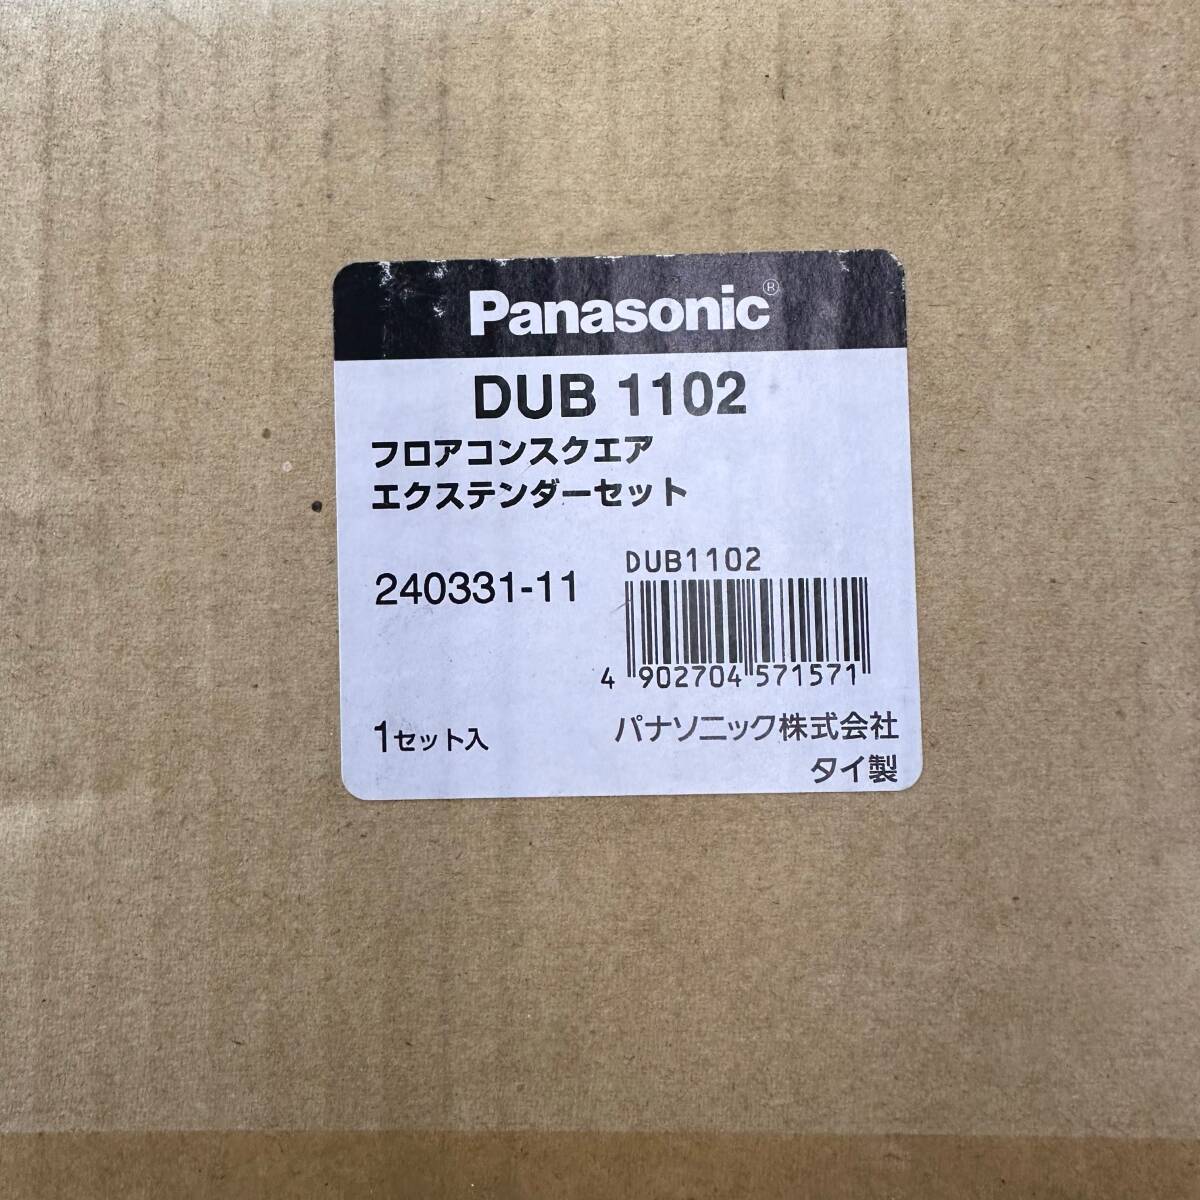 Panasonic®
DUB 1102
フロアコンスクエア
エクステンダーセット
DUB1102
240331-11
4 902704 571571
1セット入
パナソニック株式会社
タイ製